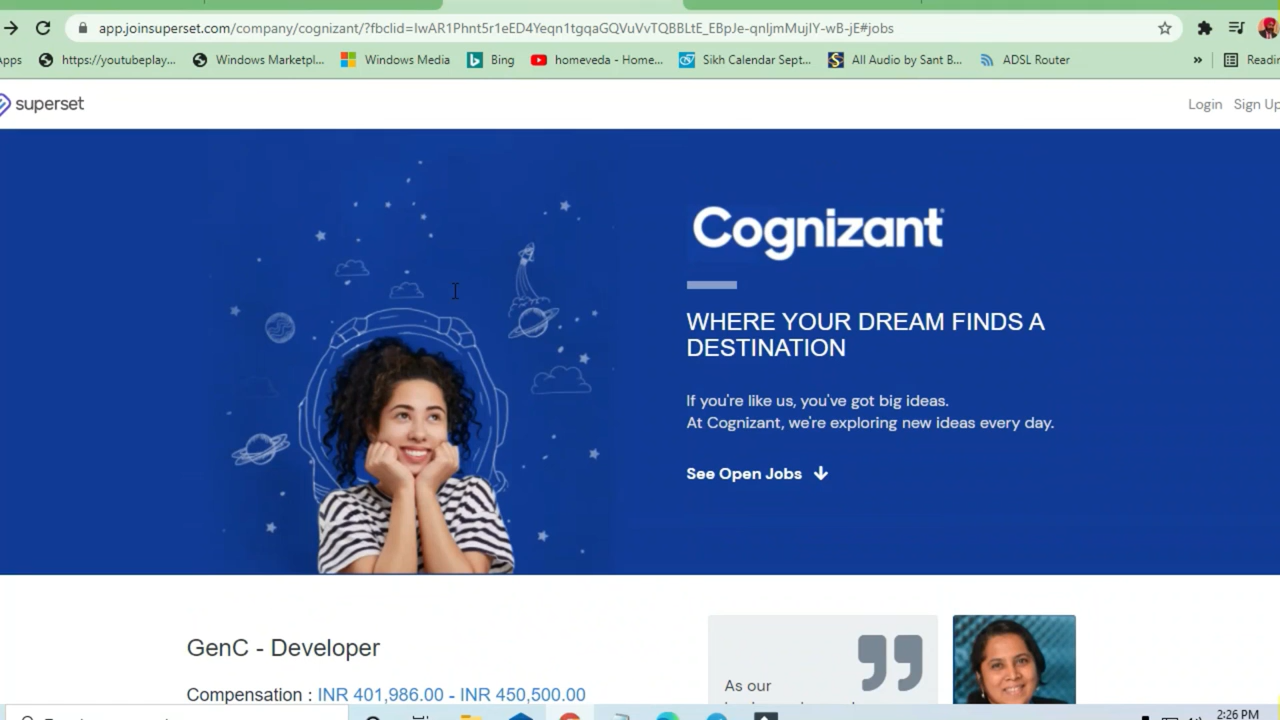 app.joinsuperset.com/company/cognizant/?fbclid=IwAR1Phnt5r1eED4Yeqn1tgqaGQVuVvTQBBLtE_EBpJe-qnIjmMujIY-wB-jE#jobs
Apps https://youtubeplay... Windows Marketpl... Windows Media Bing homeveda - Home... Sikh Calendar Sept... All Audio by Sant B... ADSL Router » Readin
superset Login Sign Up
Cognizant
WHERE YOUR DREAM FINDS A
DESTINATION
If you're like us, you've got big ideas.
At Cognizant, we're exploring new ideas every day.
See Open Jobs
GenC - Developer
As our
Compensation : INR 401,986.00 - INR 450,500.00
2:26 PM